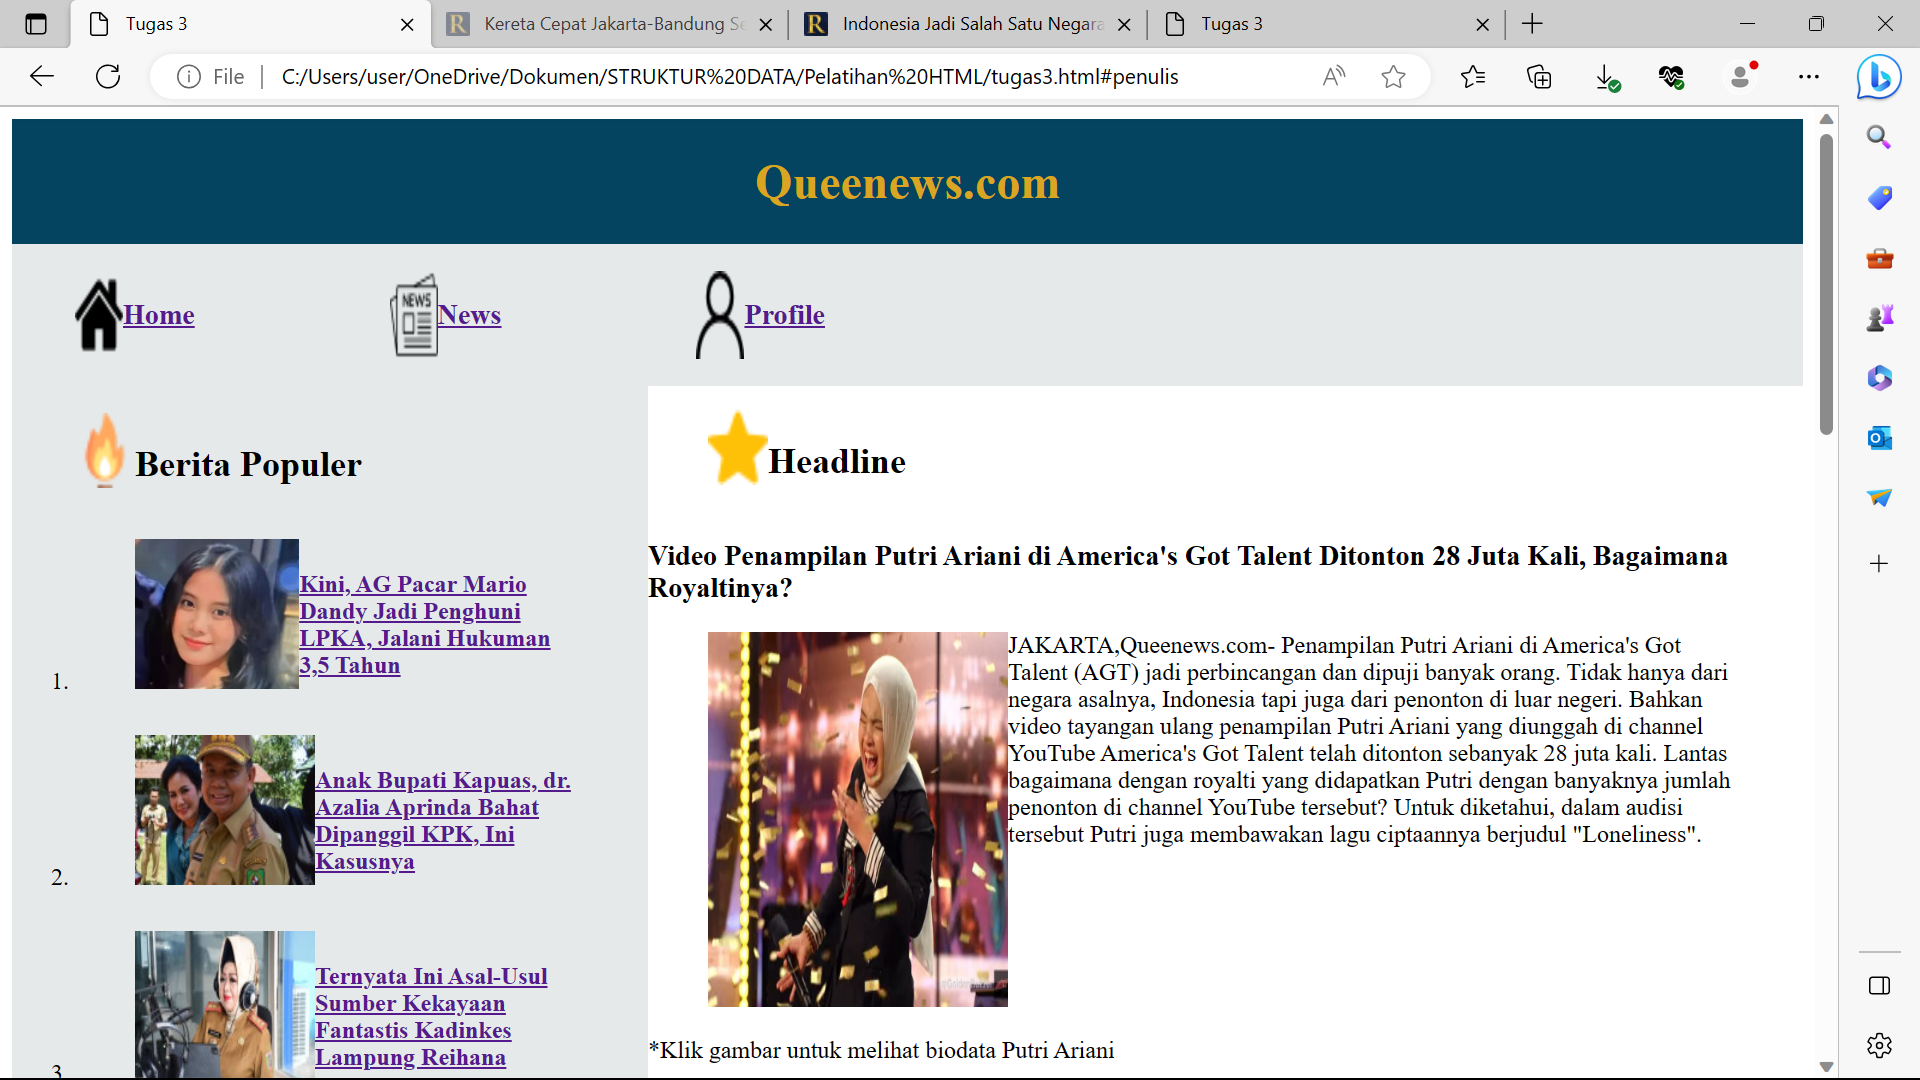 Tugas 3
Kereta Cepat Jakarta-Bandung Se
Indonesia Jadi Salah Satu Negara
Tugas 3
File
C:/Users/user/OneDrive/Dokumen/STRUKTUR%20DATA/Pelatihan%20HTML/tugas3.html#penulis
Queenews.com
Home
NEWS
News
Profile
Berita Populer
1.
Kini, AG Pacar Mario
Dandy Jadi Penghuni
LPKA, Jalani Hukuman
3,5 Tahun
2.
Anak Bupati Kapuas, dr.
Azalia Aprinda Bahat
Dipanggil KPK, Ini
Kasusnya
3.
Ternyata Ini Asal-Usul
Sumber Kekayaan
Fantastis Kadinkes
Lampung Reihana
Headline
Video Penampilan Putri Ariani di America's Got Talent Ditonton 28 Juta Kali, Bagaimana
Royaltinya?
JAKARTA,Queenews.com- Penampilan Putri Ariani di America's Got
Talent (AGT) jadi perbincangan dan dipuji banyak orang. Tidak hanya dari
negara asalnya, Indonesia tapi juga dari penonton di luar negeri. Bahkan
video tayangan ulang penampilan Putri Ariani yang diunggah di channel
YouTube America's Got Talent telah ditonton sebanyak 28 juta kali. Lantas
bagaimana dengan royalti yang didapatkan Putri dengan banyaknya jumlah
penonton di channel YouTube tersebut? Untuk diketahui, dalam audisi
tersebut Putri juga membawakan lagu ciptaannya berjudul "Loneliness".
*Klik gambar untuk melihat biodata Putri Ariani